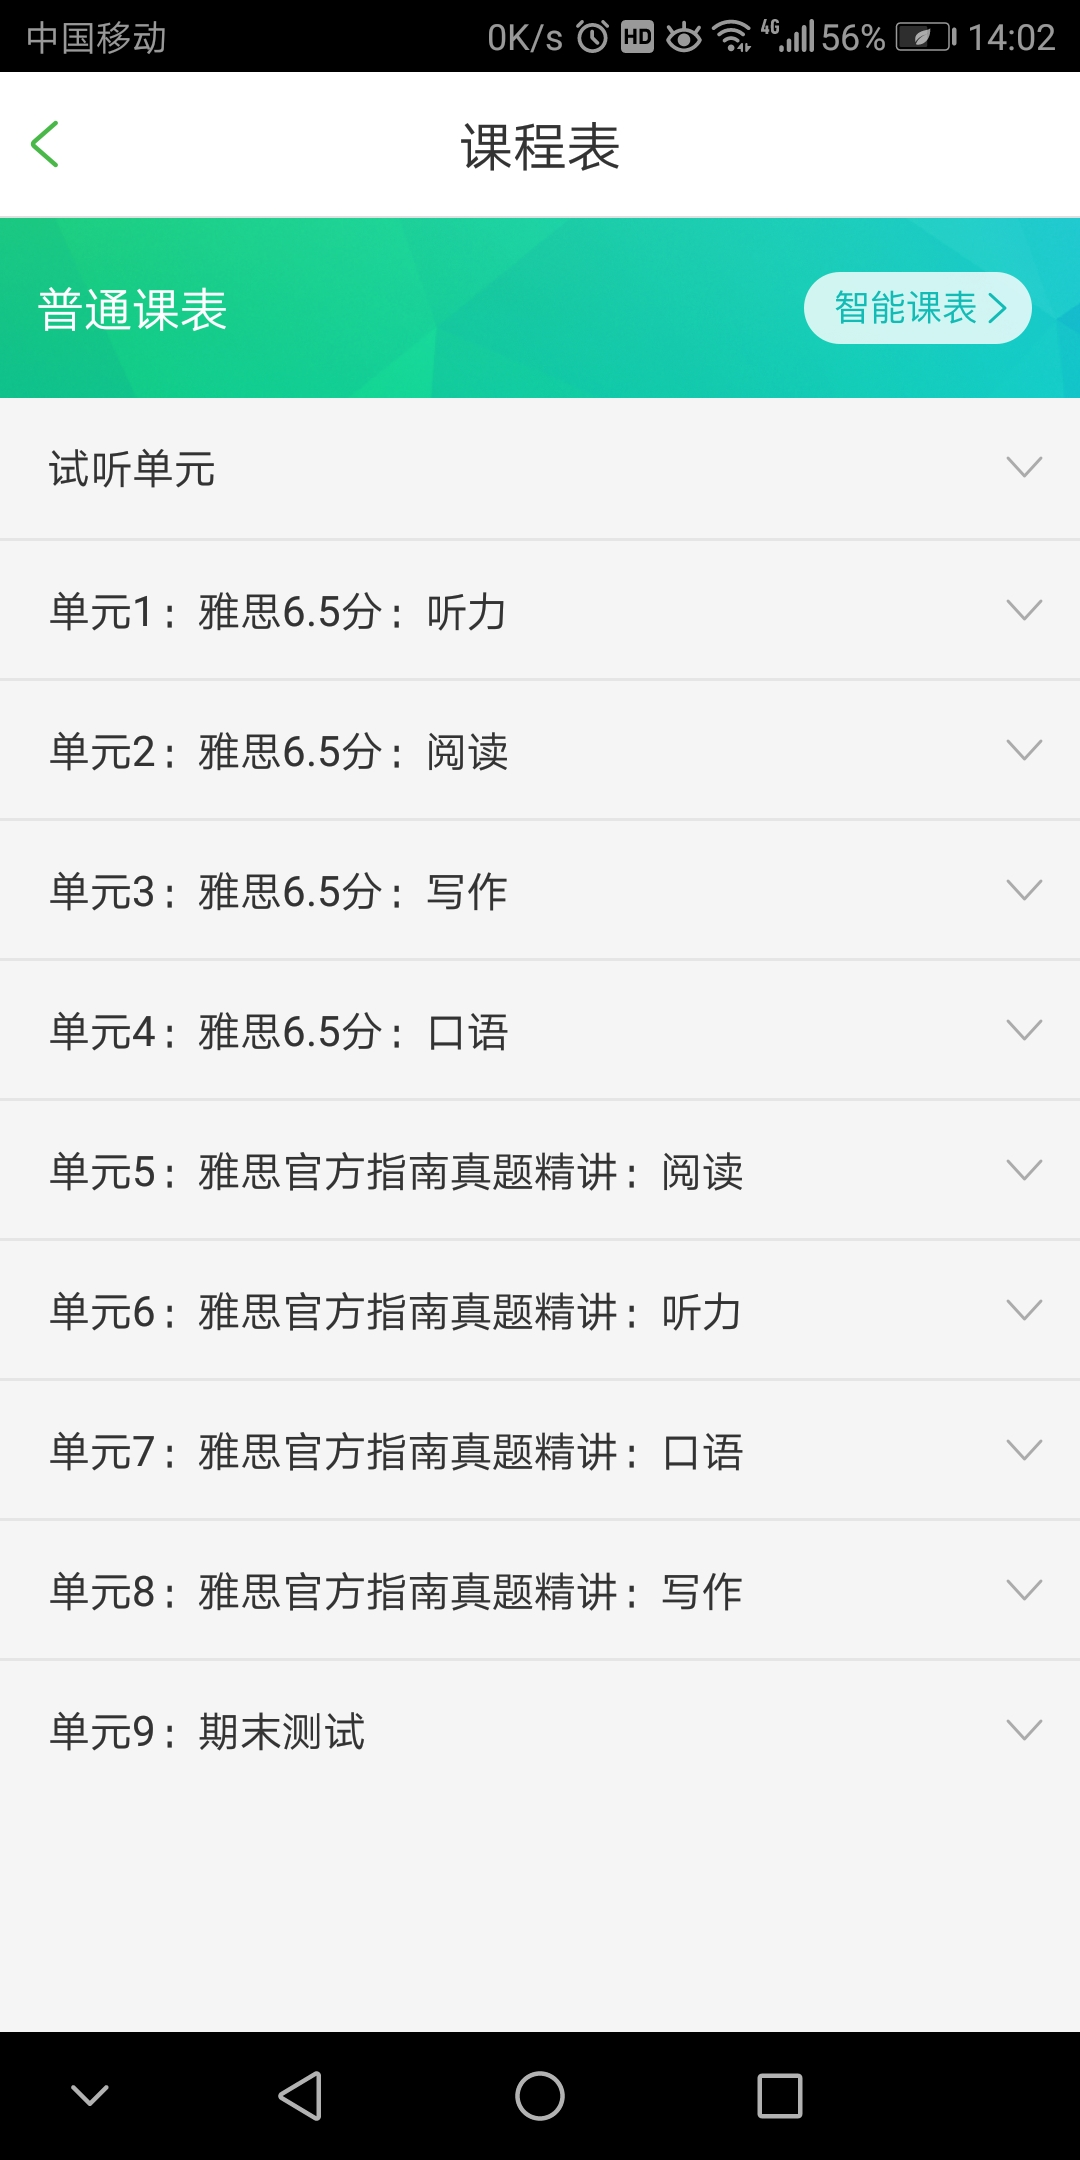 中国移动 0K/s HD 4G 56% 14:02
课程表
普通课表 智能课表
试听单元
单元1：雅思6.5分：听力
单元2：雅思6.5分：阅读
单元3：雅思6.5分：写作
单元4：雅思6.5分：口语
单元5：雅思官方指南真题精讲：阅读
单元6：雅思官方指南真题精讲：听力
单元7：雅思官方指南真题精讲：口语
单元8：雅思官方指南真题精讲：写作
单元9：期末测试